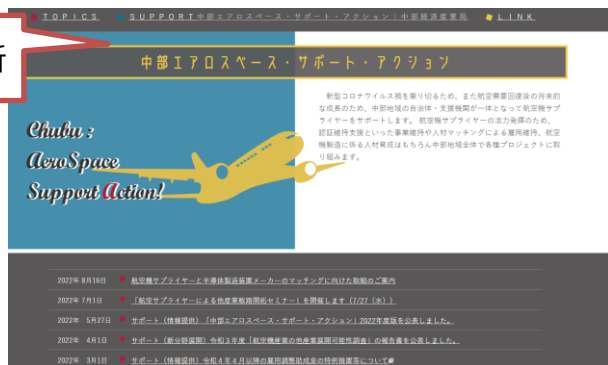 TOPICS SUPPORT中部エアロスペース・サポート・アクション｜中部経済産業局 LINK
中部エアロスペース・サポート・アクション
新型コロナウイルス禍を乗り切るため、また航空需要回復後の将来的
な成長のため、中部地域の自治体・支援機関が一体となって航空機サプ
ライヤーをサポートします。 航空機サプライヤーの活力発揮のため、
認証維持支援といった事業維持や人材マッチングによる雇用維持、航空
機製造に係る人材育成はもちろん中部地域全体で各種プロジェクトに取
り組みます。
Chubu :
AeroSpace
Support Action!
2022年 8月16日 航空機サプライヤーと半導体製造装置メーカーのマッチングに向けた取組のご案内
2022年 7月1日 「航空サプライヤーによる他産業販路開拓セミナー」を開催します（7/27（水））
2022年 5月27日 サポート（情報提供）「中部エアロスペース・サポート・アクション」2022年度版を公表しました。
2022年 4月1日 サポート（新分野展開）令和３年度「航空機産業の他産業展開可能性調査」の報告書を公表しました。
2022年 3月1日 サポート（情報提供）令和４年４月以降の雇用調整助成金の特例措置等について